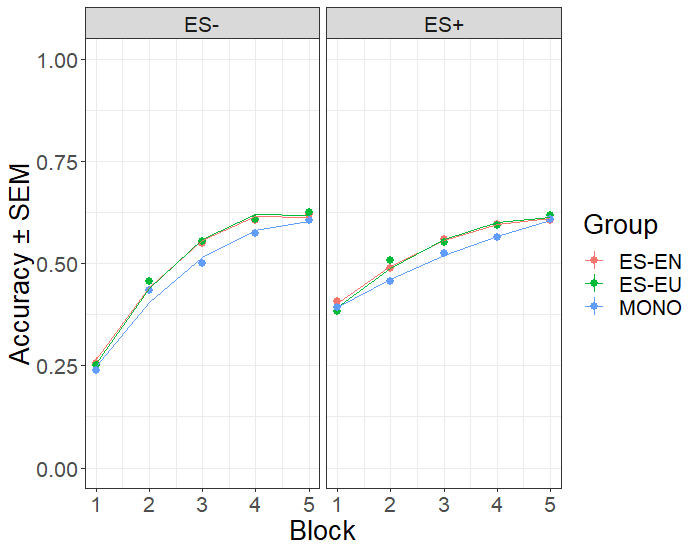 ES-
ES+
1.00
0.75
0.50
0.25
0.00
Accuracy ± SEM
1 2 3 4 5
1 2 3 4 5
Block
Group
ES-EN
ES-EU
MONO